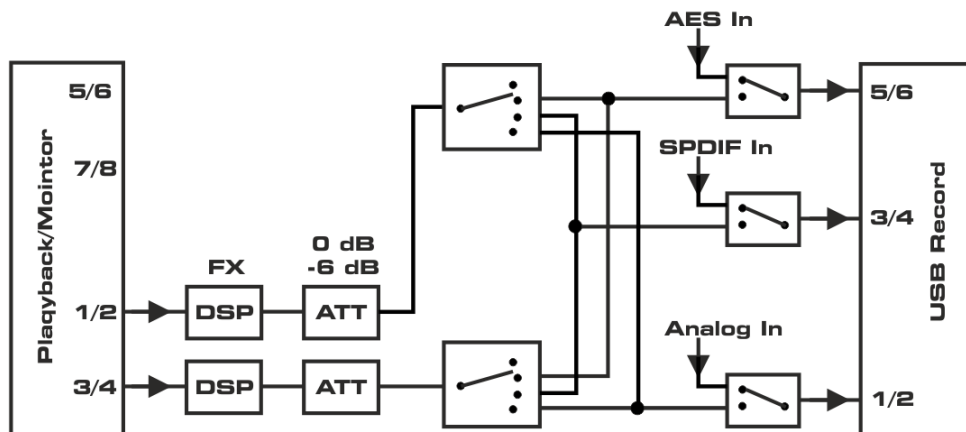 AES In
5/6
5/6
7/8
SPDIF In
3/4
Plaqyback/Mointor
USB Record
0 dB
FX
-6 dB
1/2
DSP
ATT
Analog In
3/4
DSP
ATT
1/2